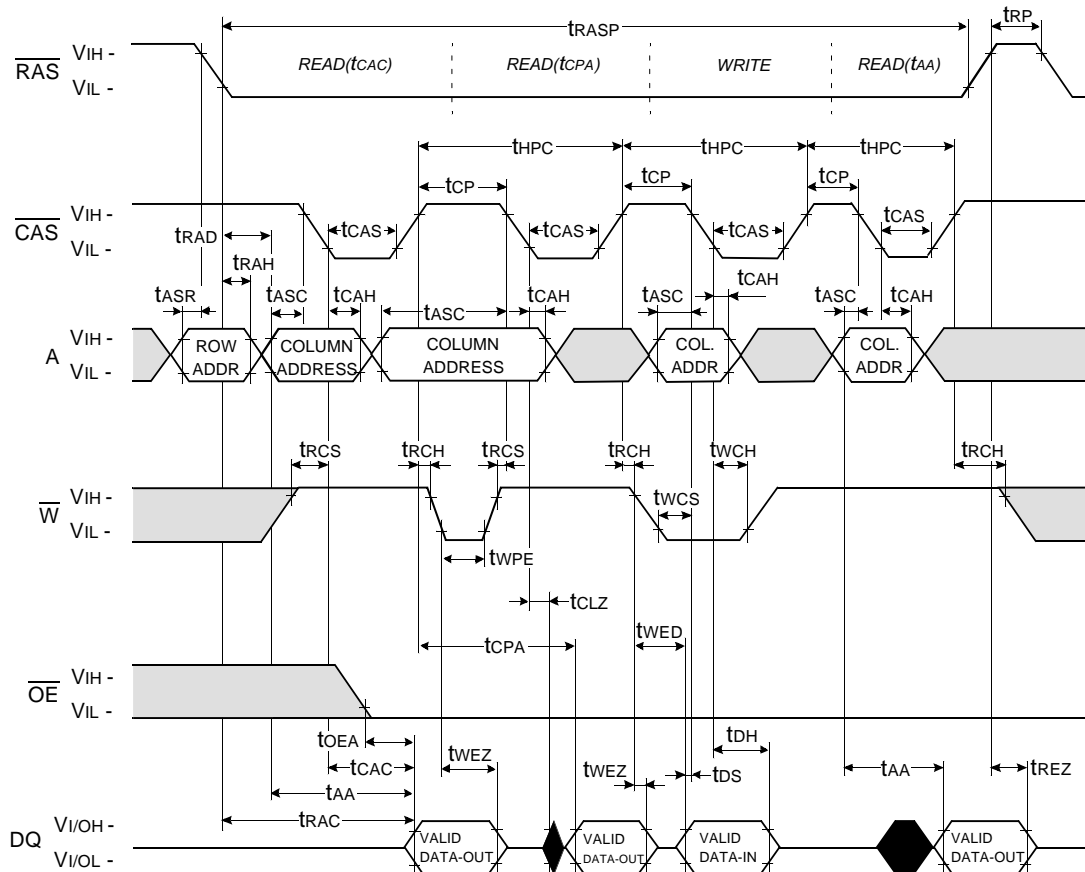 tRASP
tRP
VIH -
RAS
VIL -
READ(tCAC)
READ(tCPA)
WRITE
READ(tAA)
tHPC
tHPC
tHPC
tCP
tCP
tCP
VIH -
CAS
VIL -
tCAS
tCAS
tCAS
tCAS
tRAD
tRAH
tASR
tASC
tCAH
tASC
tCAH
tASC
tCAH
tASC
tCAH
VIH -
A
VIL -
ROW
ADDR
COLUMN
ADDRESS
COLUMN
ADDRESS
COL.
ADDR
COL.
ADDR
tRCS
tRCH
tRCS
tRCH
tWCH
tRCH
VIH -
W
VIL -
tWCS
tWPE
tCLZ
tCPA
tWED
VIH -
OE
VIL -
tOEA
tCAC
tAA
tRAC
tWEZ
tWEZ
tDH
tDS
tAA
tREZ
VI/OH -
DQ
VI/OL -
VALID
DATA-OUT
VALID
DATA-OUT
VALID
DATA-IN
VALID
DATA-OUT